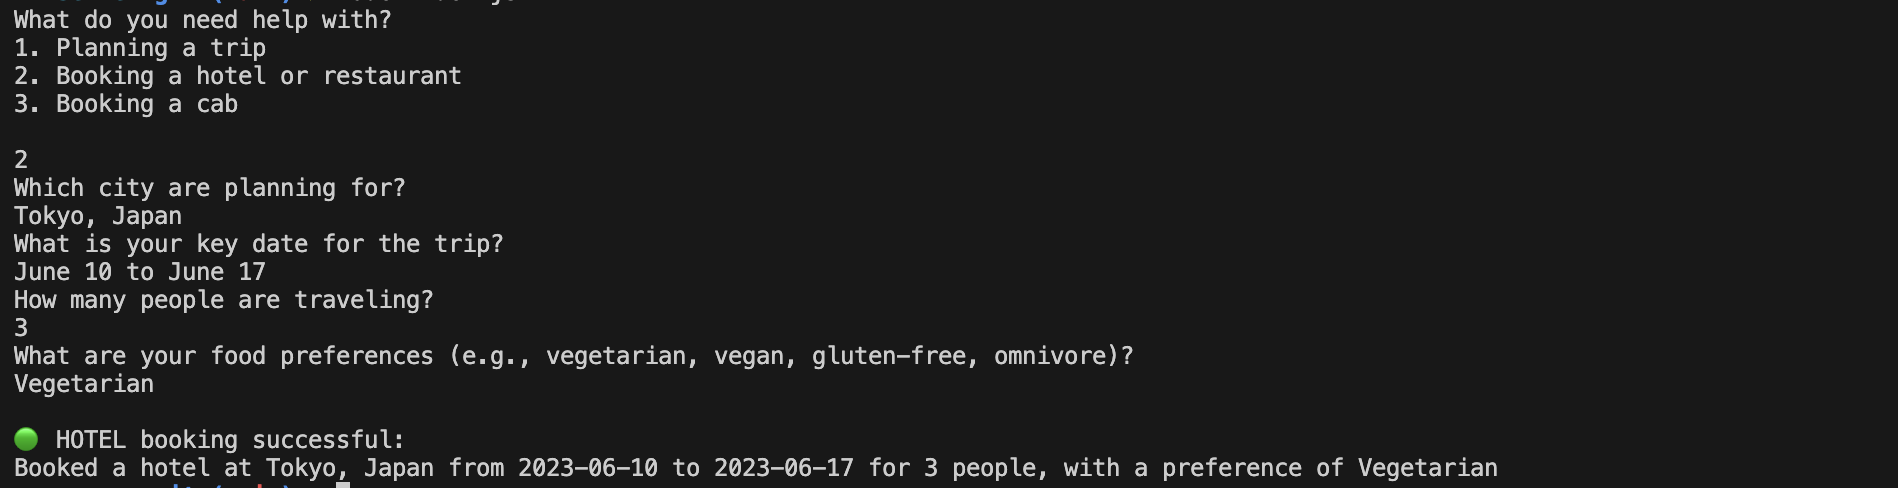 What do you need help with?
1. Planning a trip
2. Booking a hotel or restaurant
3. Booking a cab
2
Which city are planning for?
Tokyo, Japan
What is your key date for the trip?
June 10 to June 17
How many people are traveling?
3
What are your food preferences (e.g., vegetarian, vegan, gluten-free, omnivore)?
Vegetarian
🟢 HOTEL booking successful:
Booked a hotel at Tokyo, Japan from 2023-06-10 to 2023-06-17 for 3 people, with a preference of Vegetarian